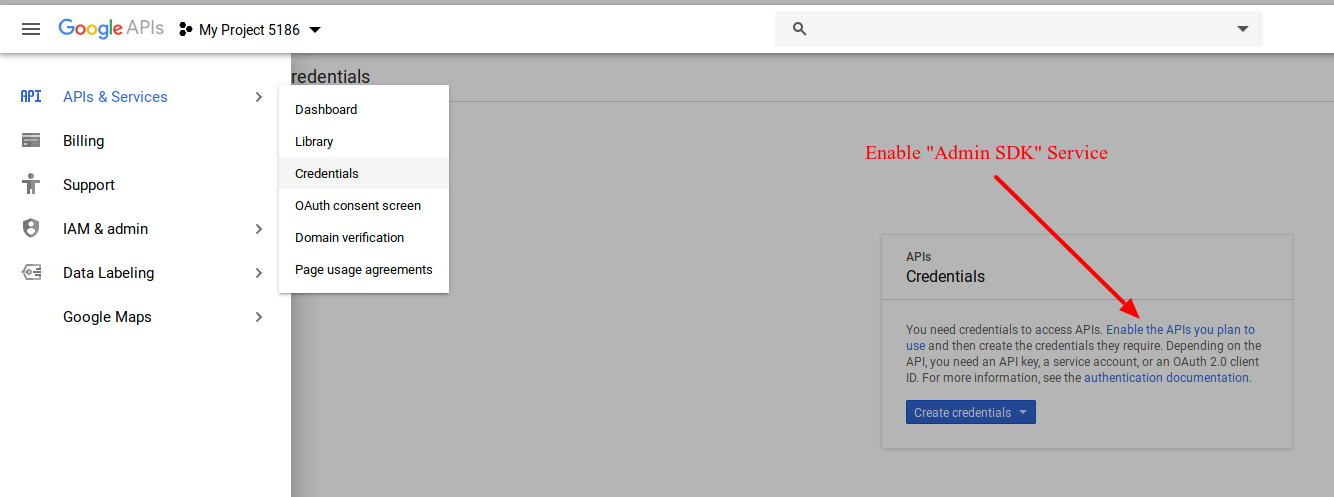 Google APIs My Project 5186
redentials
API APIs & Services
Billing
Support
IAM & admin
Data Labeling
Google Maps
Dashboard
Library
Credentials
OAuth consent screen
Domain verification
Page usage agreements
Enable "Admin SDK" Service
APIs
Credentials
You need credentials to access APIs. Enable the APIs you plan to
use and then create the credentials they require. Depending on the
API, you need an API key, a service account, or an OAuth 2.0 client
ID. For more information, see the authentication documentation.
Create credentials